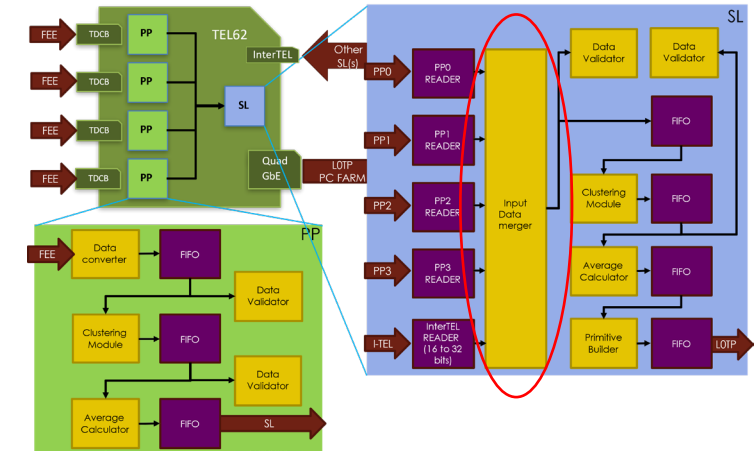 FEE
TDCB
PP
FEE
TDCB
PP
FEE
TDCB
PP
FEE
TDCB
PP
TEL62
InterTEL
SL
Quad
GbE
L0TP
PC FARM
Other
SL(s)
SL
PP0
PP0
READER
PP1
PP1
READER
PP2
PP2
READER
PP3
PP3
READER
I-TEL
InterTEL
READER
(16 to 32
bits)
Input
Data
merger
Data
Validator
Data
Validator
FIFO
Clustering
Module
FIFO
Average
Calculator
FIFO
Primitive
Builder
FIFO
L0TP
PP
FEE
Data
converter
FIFO
Data
Validator
Clustering
Module
FIFO
Data
Validator
Average
Calculator
FIFO
SL